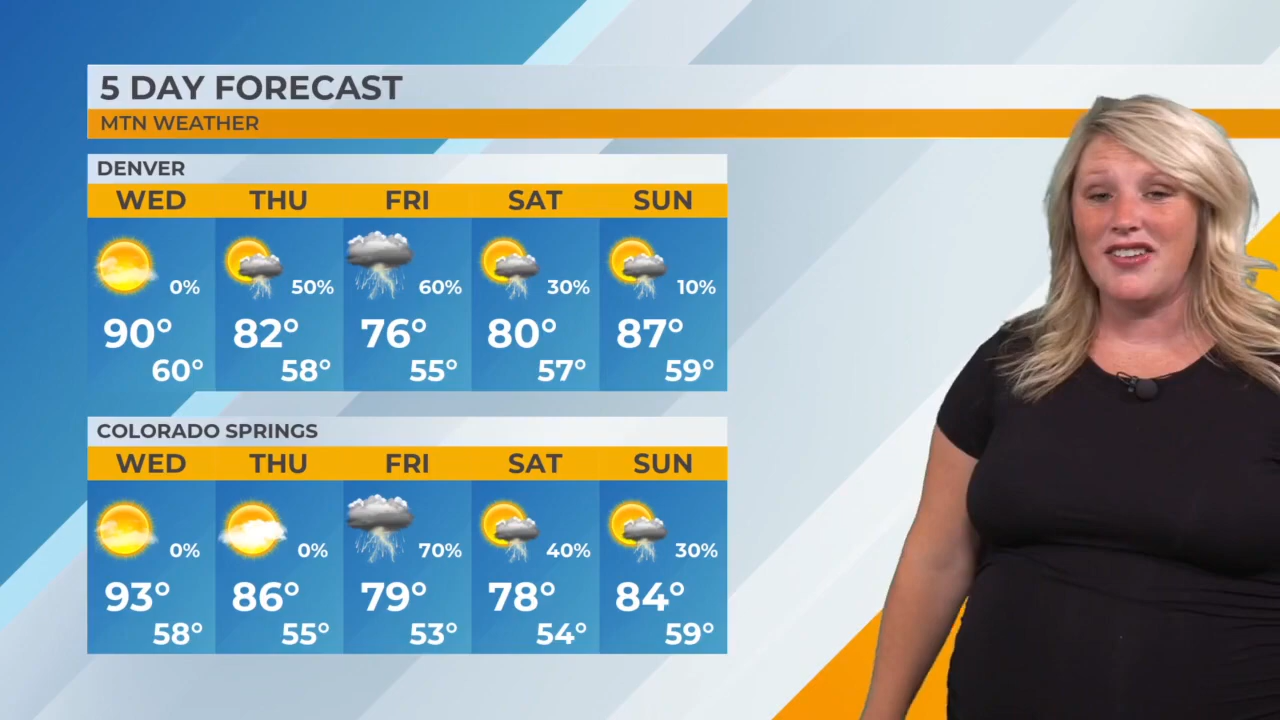 5 DAY FORECAST
MTN WEATHER
DENVER
WED THU FRI SAT SUN
0% 50% 60% 30% 10%
90° 82° 76° 80° 87°
60° 58° 55° 57° 59°
COLORADO SPRINGS
WED THU FRI SAT SUN
0% 0% 70% 40% 30%
93° 86° 79° 78° 84°
58° 55° 53° 54° 59°